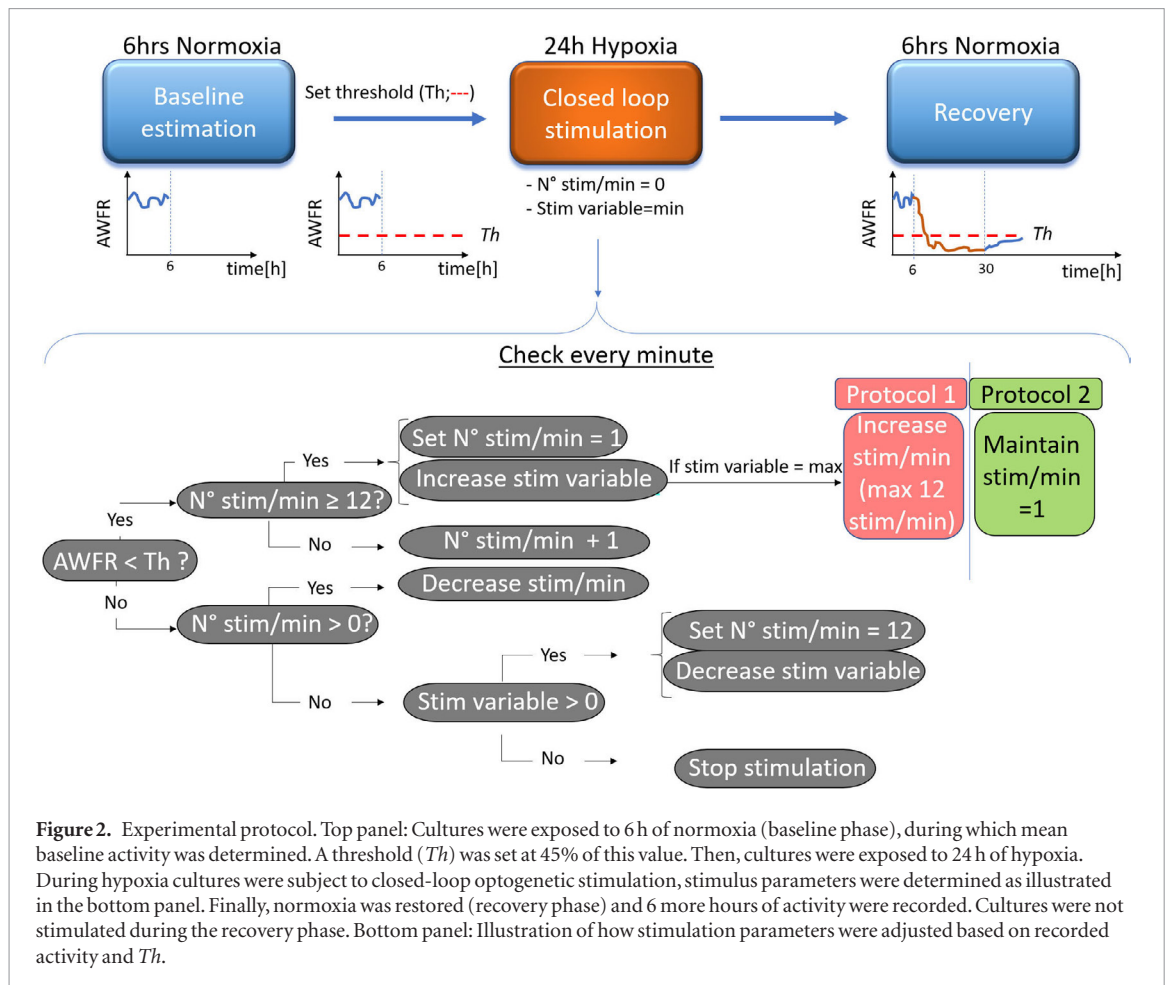 6hrs Normoxia
24h Hypoxia
6hrs Normoxia
Baseline
estimation
Set threshold (Th;---)
Closed loop
stimulation
Recovery
- N° stim/min = 0
- Stim variable=min
AWFR
6
time[h]
AWFR
Th
6
time[h]
AWFR
Th
6
30
time[h]
Check every minute
Protocol 1
Protocol 2
Increase
stim/min
(max 12
stim/min)
Maintain
stim/min
=1
Set N° stim/min = 1
Yes
Increase stim variable
If stim variable = max
N° stim/min ≥ 12?
Yes
No
N° stim/min + 1
AWFR < Th ?
Yes
Decrease stim/min
No
N° stim/min > 0?
Set N° stim/min = 12
Yes
Decrease stim variable
No
Stim variable > 0
No
Stop stimulation
Figure 2. Experimental protocol. Top panel: Cultures were exposed to 6 h of normoxia (baseline phase), during which mean
baseline activity was determined. A threshold (Th) was set at 45% of this value. Then, cultures were exposed to 24 h of hypoxia.
During hypoxia cultures were subject to closed-loop optogenetic stimulation, stimulus parameters were determined as illustrated
in the bottom panel. Finally, normoxia was restored (recovery phase) and 6 more hours of activity were recorded. Cultures were not
stimulated during the recovery phase. Bottom panel: Illustration of how stimulation parameters were adjusted based on recorded
activity and Th.